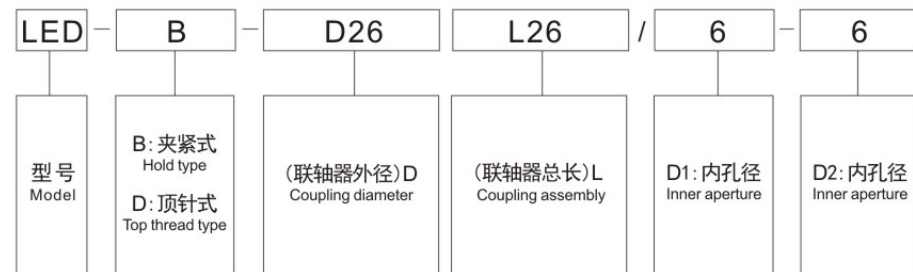 LED - B - D26 L26 / 6 - 6
型号
Model
B:夹紧式
Hold type
D:顶针式
Top thread type
(联轴器外径)D
Coupling diameter
(联轴器总长)L
Coupling assembly
D1:内孔径
Inner aperture
D2:内孔径
Inner aperture